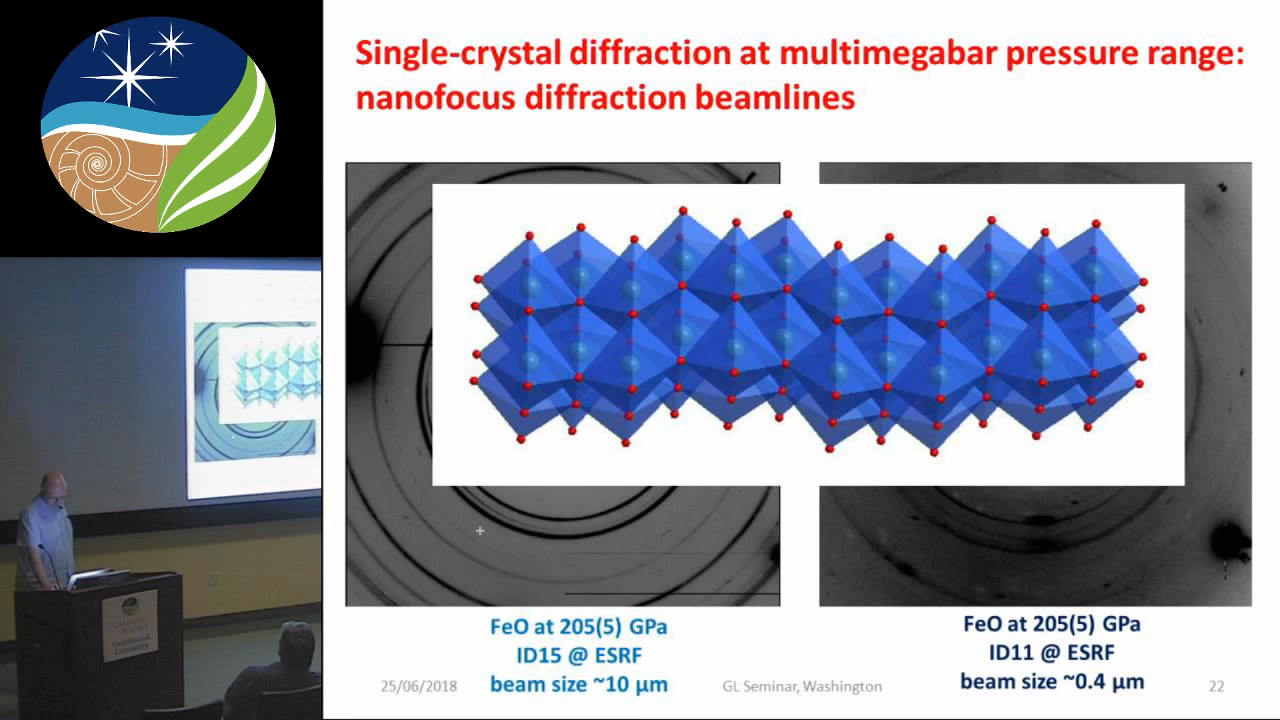 Single-crystal diffraction at multimegabar pressure range:
nanofocus diffraction beamlines
FeO at 205(5) GPa
ID15 @ ESRF
beam size ~10 µm
FeO at 205(5) GPa
ID11 @ ESRF
beam size ~0.4 µm
25/06/2018
GL Seminar, Washington
22